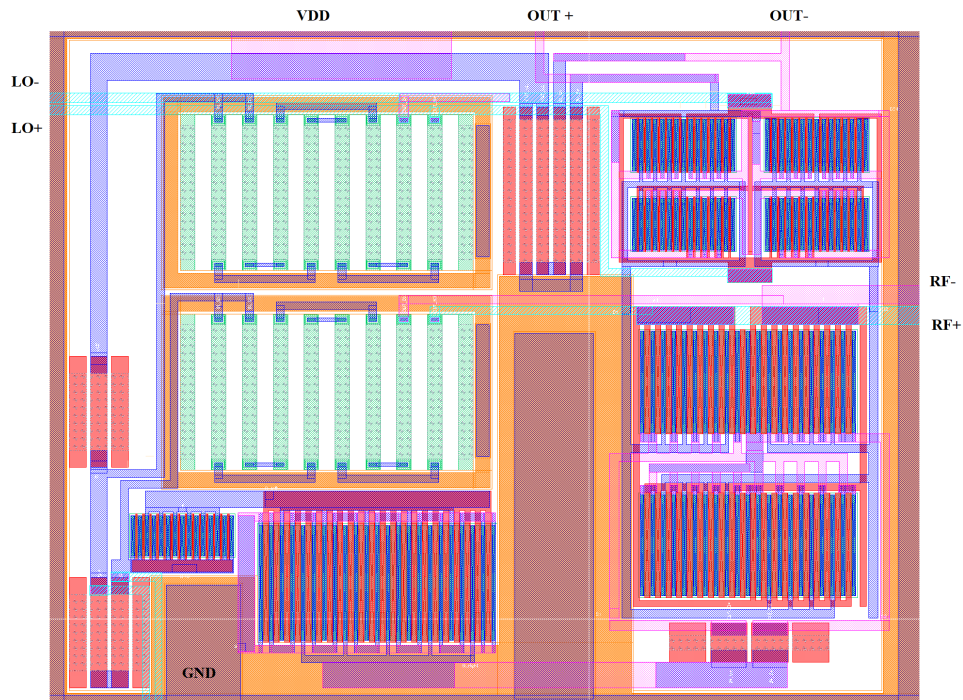 VDD
OUT +
OUT-
LO-
LO+
RF-
RF+
GND